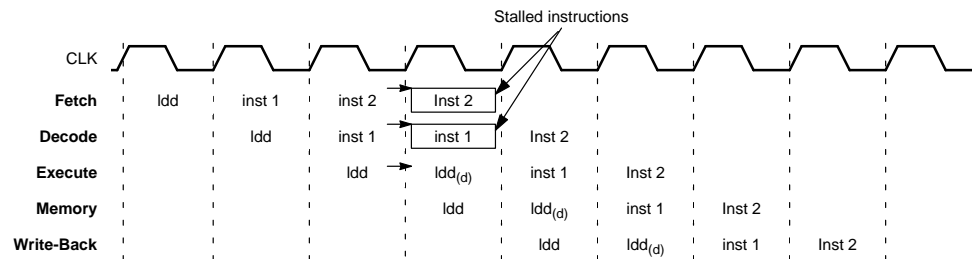 Stalled instructions
CLK
Fetch ldd inst 1 inst 2 Inst 2
Decode ldd inst 1 inst 1 Inst 2
Execute ldd ldd(d) inst 1 Inst 2
Memory ldd ldd(d) inst 1 Inst 2
Write-Back ldd ldd(d) inst 1 Inst 2